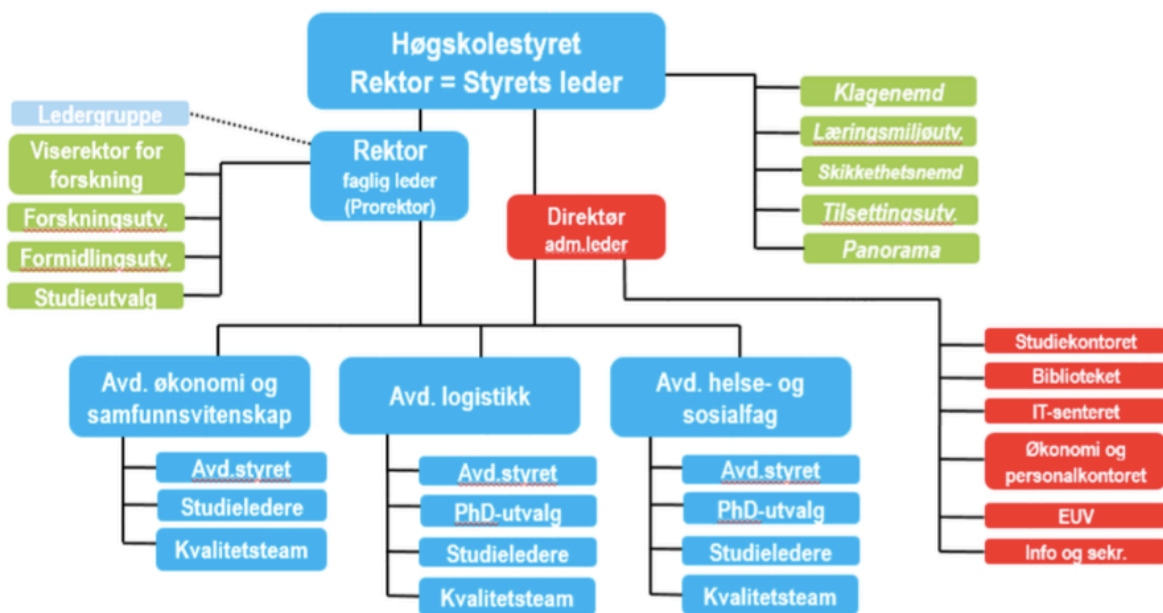 Høgskolestyret
Rektor = Styrets leder
Ledergruppe
Viserektor for
forskning
Forskningsutv.
Formidlingsutv.
Studieutvalg
Rektor
faglig leder
(Prorektor)
Direktør
adm.leder
Klagenemd
Læringsmiljøutv.
Skikkethetsnemd
Tilsettingsutv.
Panorama
Avd. økonomi og
samfunnsvitenskap
Avd.styret
Studieledere
Kvalitetsteam
Avd. logistikk
Avd.styret
PhD-utvalg
Studieledere
Kvalitetsteam
Avd. helse- og
sosialfag
Avd.styret
PhD-utvalg
Studieledere
Kvalitetsteam
Studiekontoret
Biblioteket
IT-senteret
Økonomi og
personalkontoret
EUV
Info og sekr.